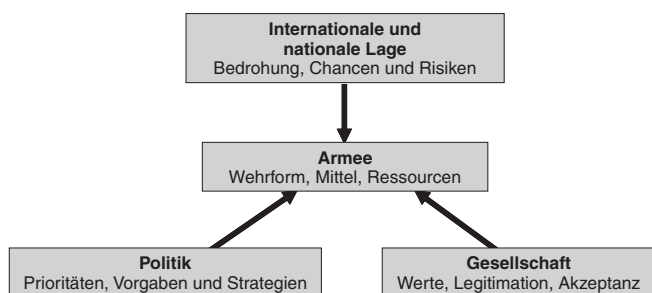 Internationale und
nationale Lage
Bedrohung, Chancen und Risiken
Armee
Wehrform, Mittel, Ressourcen
Politik
Prioritäten, Vorgaben und Strategien
Gesellschaft
Werte, Legitimation, Akzeptanz